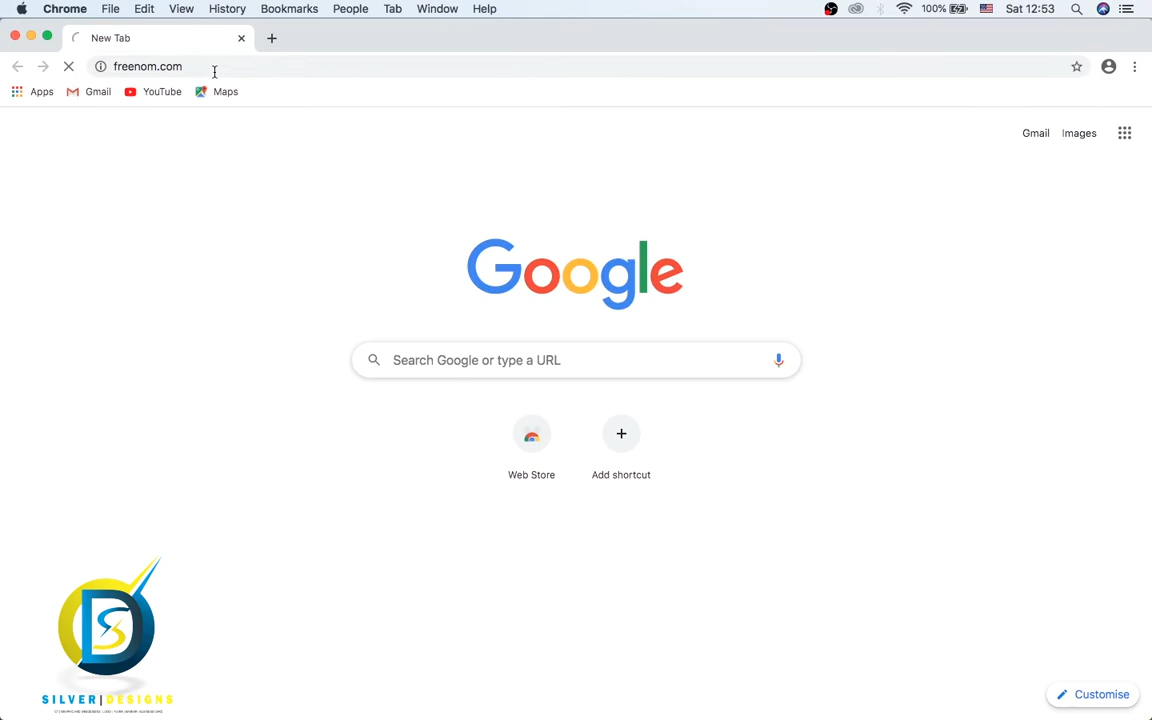 Chrome File Edit View History Bookmarks People Tab Window Help 100% Sat 12:53
New Tab
freenom.com
Apps Gmail YouTube Maps
Gmail Images
Google
Search Google or type a URL
Web Store Add shortcut
DS
SILVER|DESIGNS
Customise